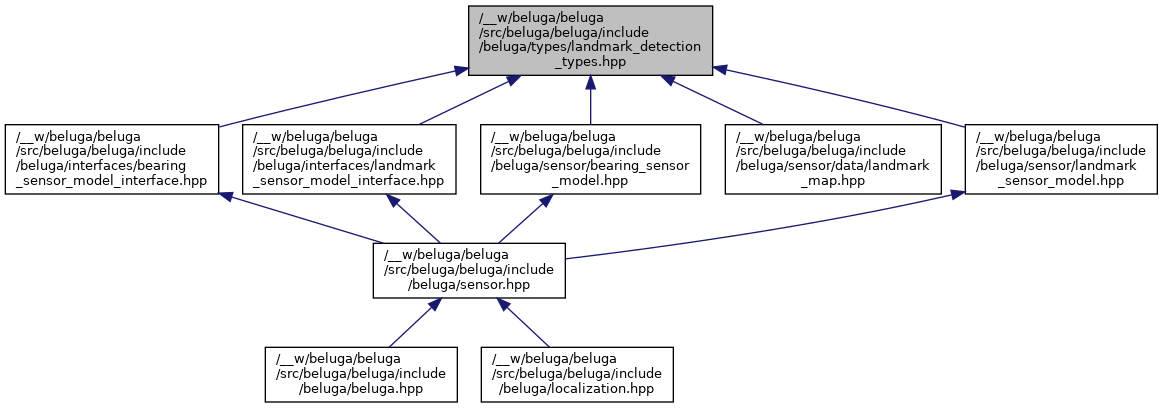 /__w/beluga/beluga
/src/beluga/beluga/include
/beluga/types/landmark_detection
_types.hpp
/__w/beluga/beluga
/src/beluga/beluga/include
/beluga/interfaces/bearing
_sensor_model_interface.hpp
/__w/beluga/beluga
/src/beluga/beluga/include
/beluga/interfaces/landmark
_sensor_model_interface.hpp
/__w/beluga/beluga
/src/beluga/beluga/include
/beluga/sensor/bearing_sensor
_model.hpp
/__w/beluga/beluga
/src/beluga/beluga/include
/beluga/sensor/data/landmark
_map.hpp
/__w/beluga/beluga
/src/beluga/beluga/include
/beluga/sensor/landmark
_sensor_model.hpp
/__w/beluga/beluga
/src/beluga/beluga/include
/beluga/sensor.hpp
/__w/beluga/beluga
/src/beluga/beluga/include
/beluga/beluga.hpp
/__w/beluga/beluga
/src/beluga/beluga/include
/beluga/localization.hpp